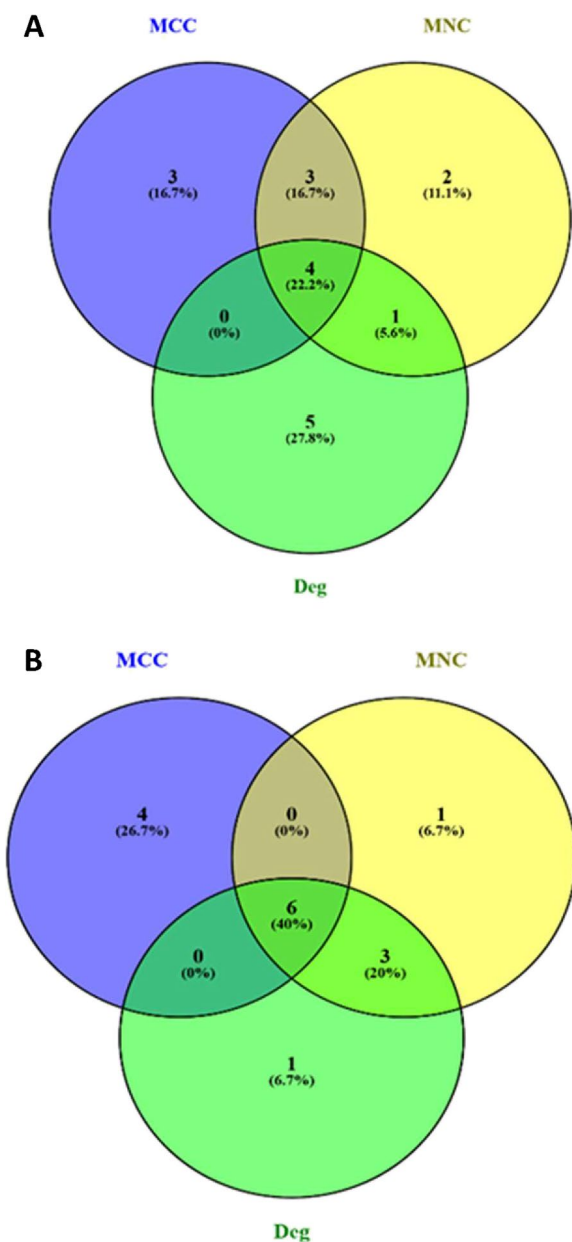 A
MCC MNC
3 3 2
(16.7%) (16.7%) (11.1%)
4
(22.2%)
0 1
(0%) (5.6%)
5
(27.8%)
Deg
B
MCC MNC
4 0 1
(26.7%) (0%) (6.7%)
6
(40%)
0 3
(0%) (20%)
1
(6.7%)
Deg